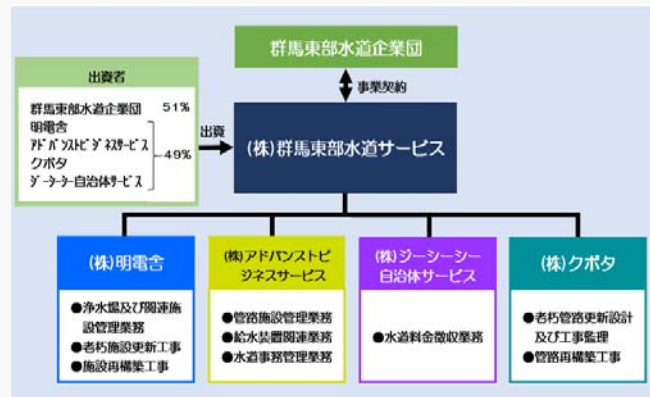 群馬東部水道企業団
事業契約
出資者
群馬東部水道企業団 51%
明電舎
アドバンストビジネスサービス
クボタ
ジーシーシー自治体サービス
49%
出資
(株)群馬東部水道サービス
(株)明電舎
●浄水場及び関連施
設管理業務
●老朽施設更新工事
●施設再構築工事
(株)アドバンストビ
ジネスサービス
●管路施設管理業務
●給水装置関連業務
●水道事務管理業務
(株)ジーシーシー
自治体サービス
●水道料金徴収業務
(株)クボタ
●老朽管路更新設計
及び工事監理
●管路再構築工事